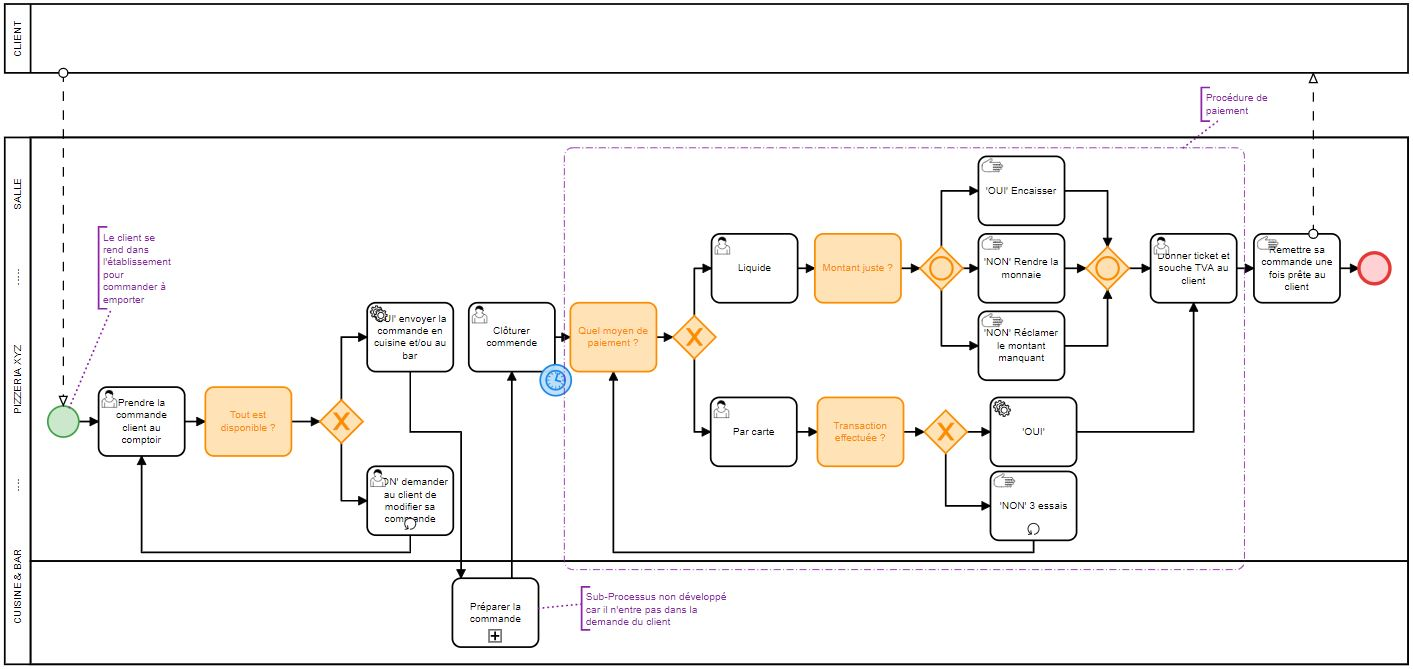 CLIENT
Procédure de
paiement
SALLE
----
PIZZERIA XYZ
----
CUISINE & BAR
Le client se
rend dans
l'établissement
pour
commander à
emporter
Prendre la
commande
client au
comptoir
Tout est
disponible ?
envoyer la
commande en
cuisine et/ou au
bar
demander
au client de
modifier sa
commande
Clôturer
commende
Préparer la
commande
Sub-Processus non développé
car il n'entre pas dans la
demande du client
Quel moyen de
paiement ?
Liquide
Montant juste ?
'OUI' Encaisser
'NON' Rendre la
monnaie
'NON' Réclamer
le montant
manquant
Par carte
Transaction
effectuée ?
'OUI'
'NON' 3 essais
Donner ticket et
souche TVA au
client
Remettre sa
commande une
fois prête au
client